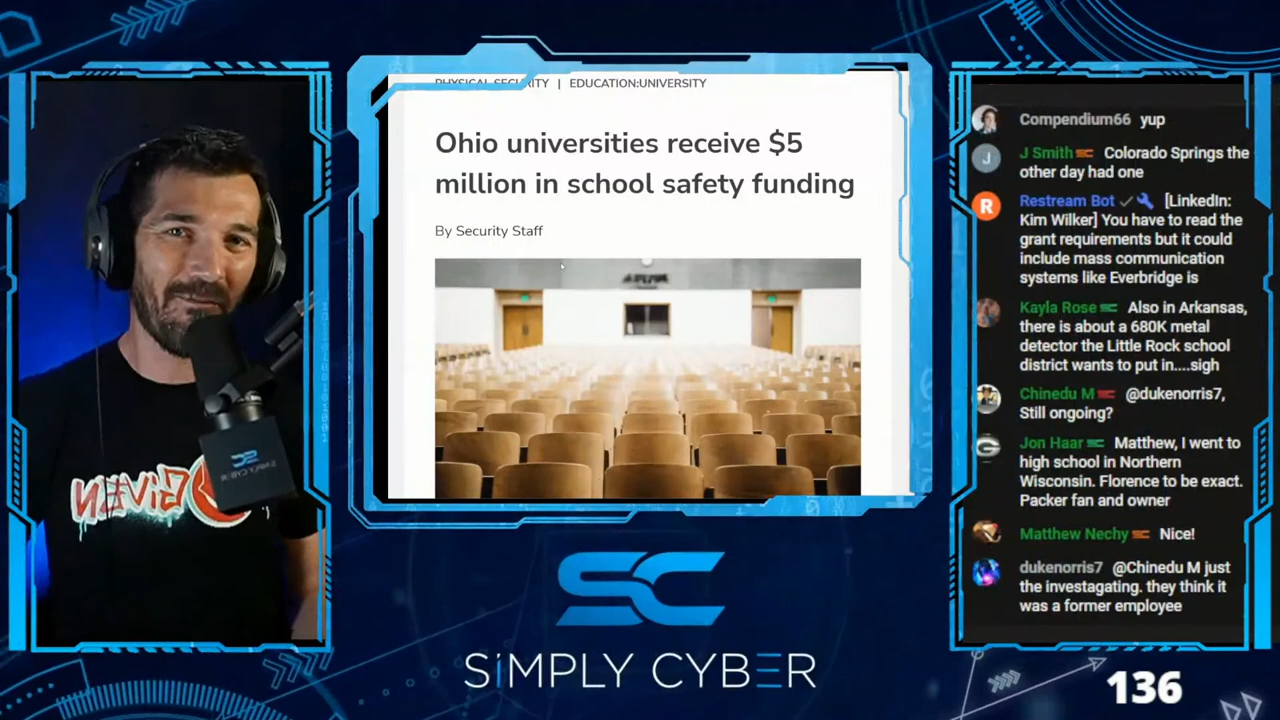 PHYSICAL SECURITY | EDUCATION:UNIVERSITY
Ohio universities receive $5
million in school safety funding
By Security Staff
Compendium66 yup
J
J Smith Colorado Springs the
other day had one
R
Restream Bot [LinkedIn:
Kim Wilker] You have to read the
grant requirements but it could
include mass communication
systems like Everbridge is
Kayla Rose Also in Arkansas,
there is about a 680K metal
detector the Little Rock school
district wants to put in....sigh
Chinedu M @dukenorris7,
Still ongoing?
Jon Haar Matthew, I went to
high school in Northern
Wisconsin. Florence to be exact.
Packer fan and owner
Matthew Nechy Nice!
dukenorris7 @Chinedu M just
the investagating. they think it
was a former employee
SC
SIMPLY CYBER
136